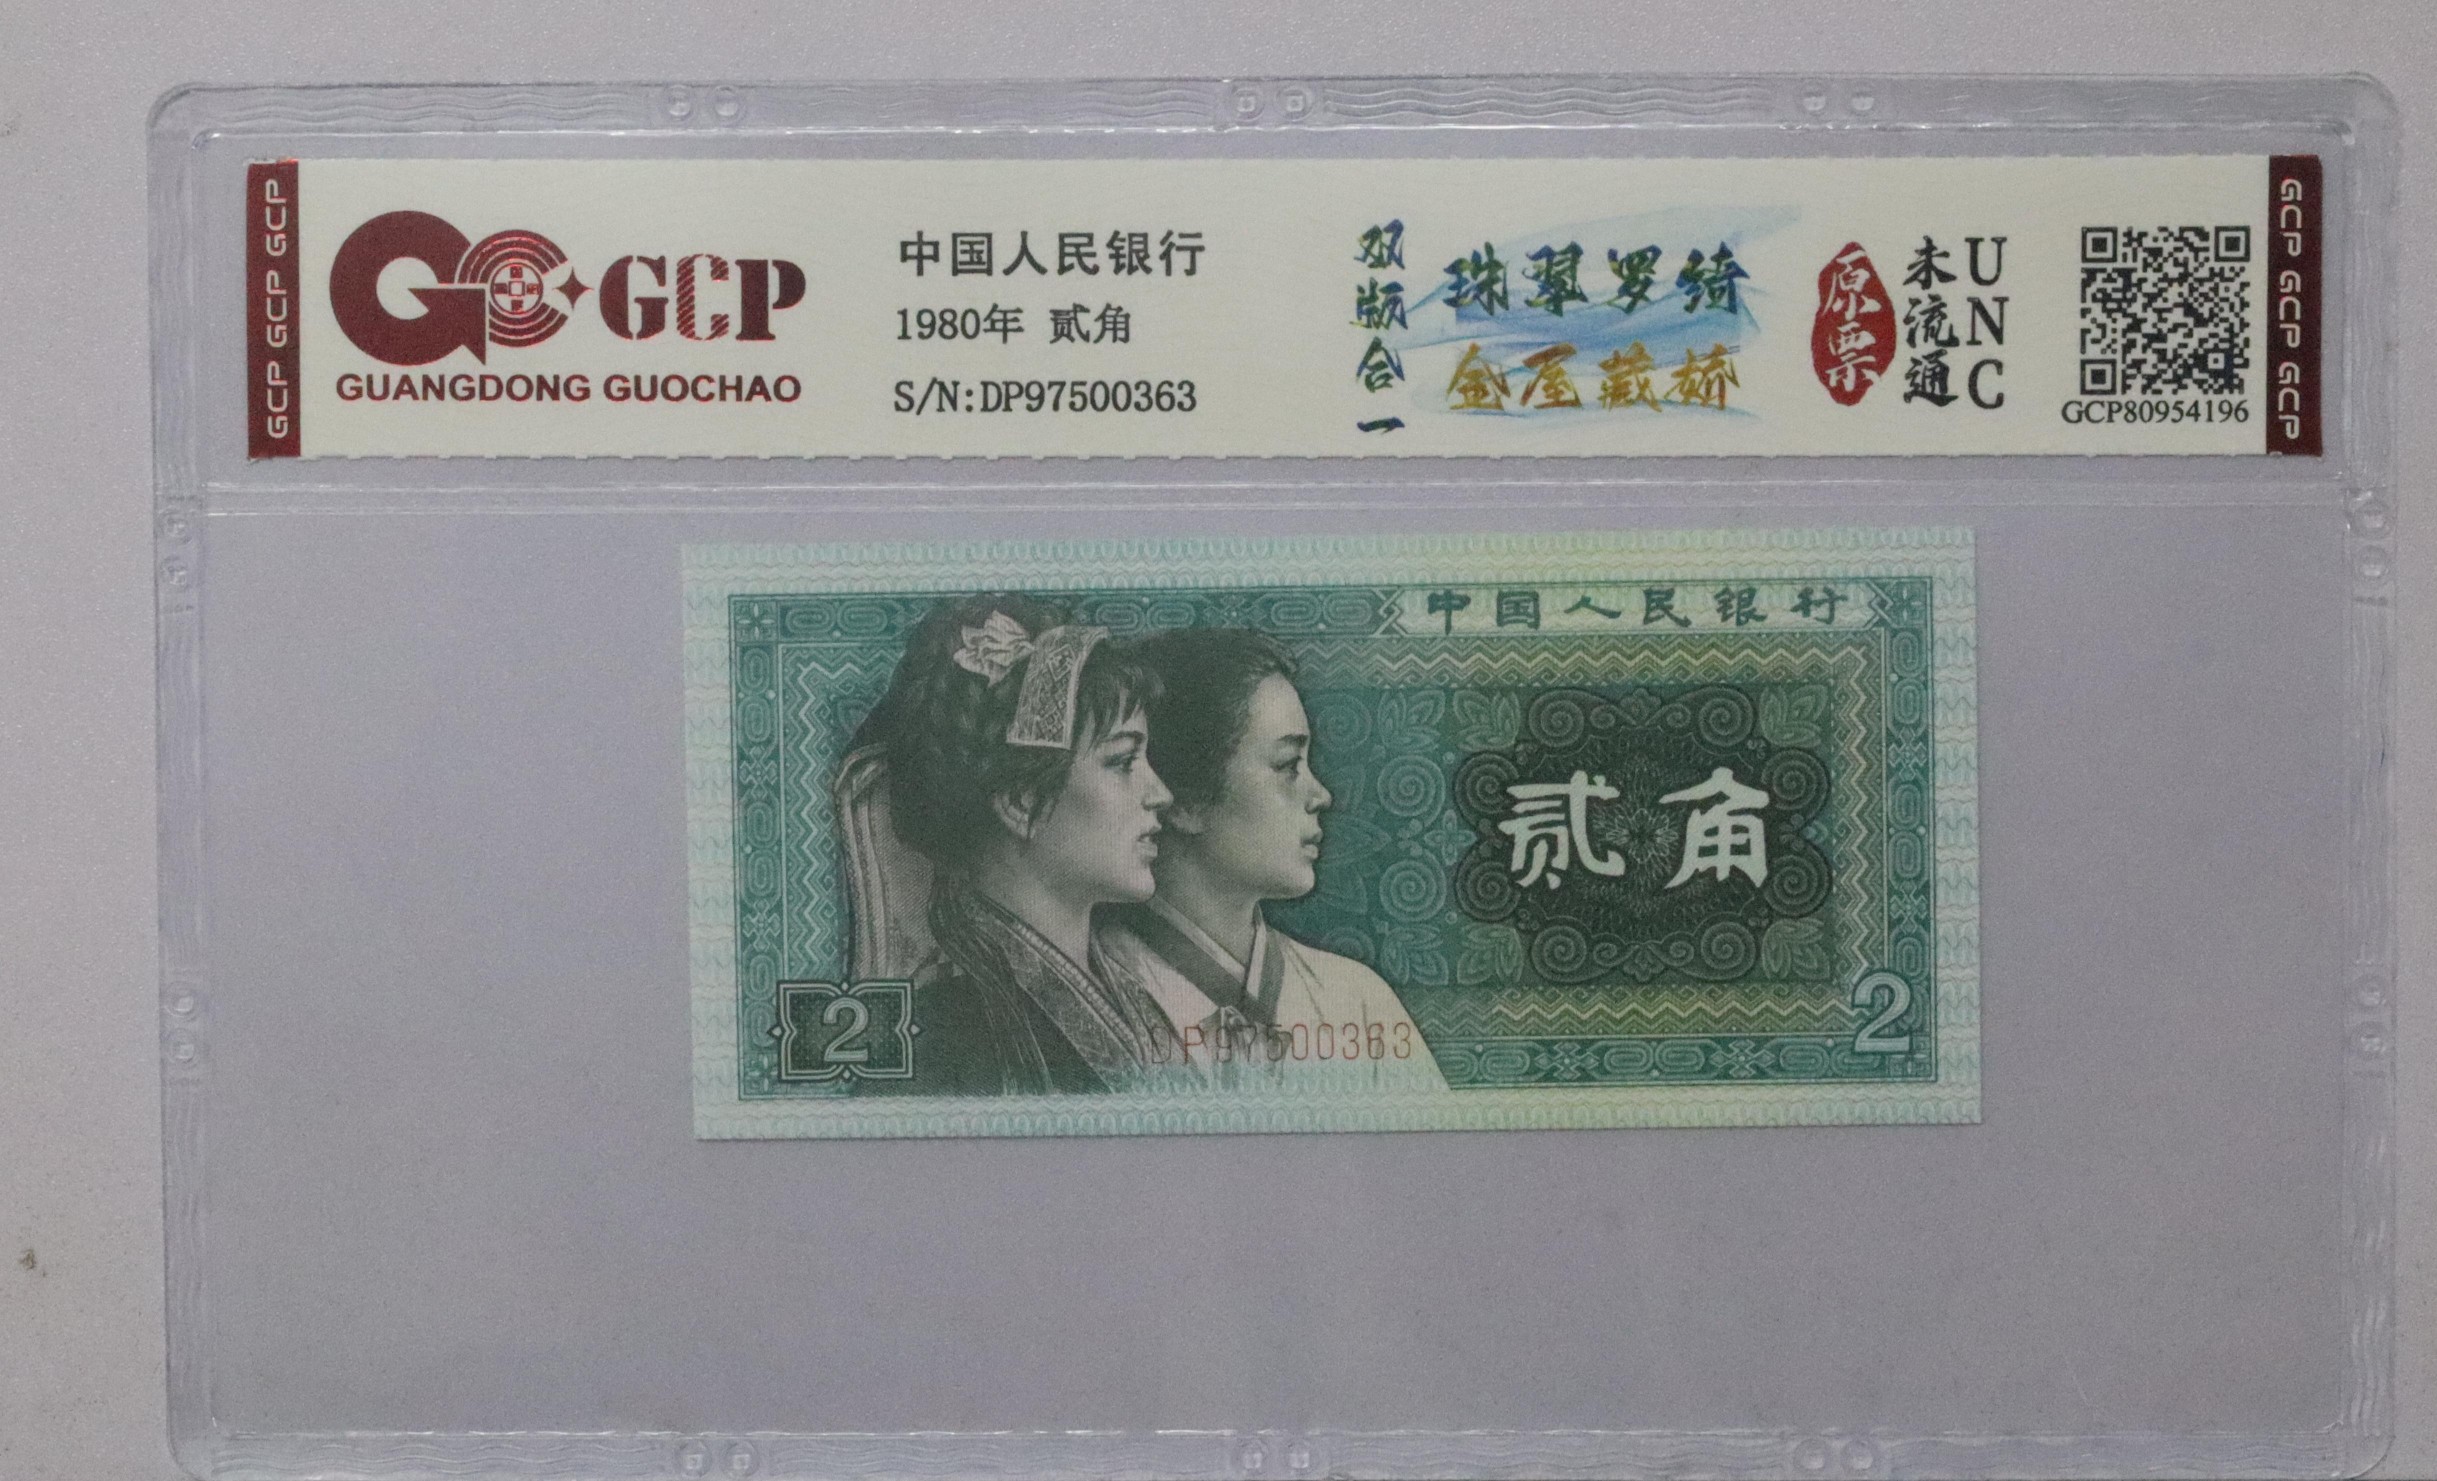 GCP GCP GCP
GCP
GUANGDONG GUOCHAO
中国人民银行
1980年 贰角
S/N:DP97500363
双版合一
珠翠罗绮
金屋藏娇
原票
未流通
UNC
GCP80954196
GCP GCP GCP
中国人民银行
贰角
2
2
DP97500363